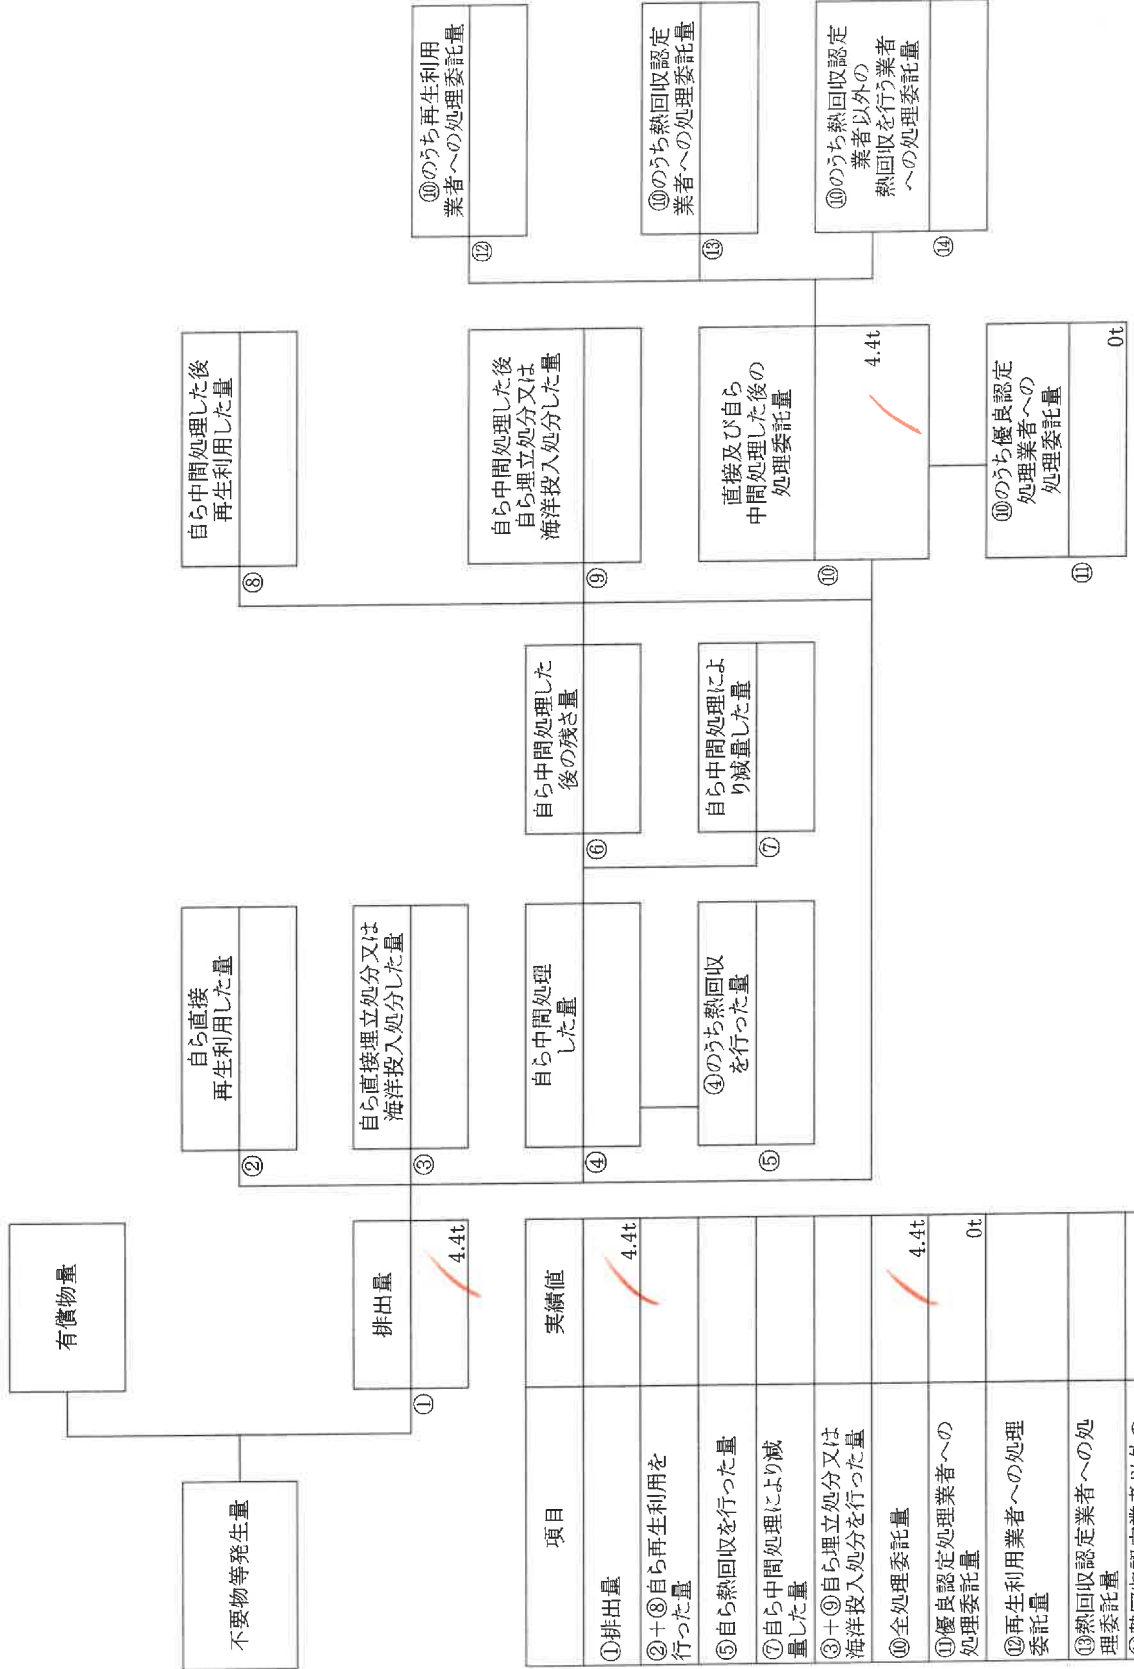 不要物等発生量
有償物量
排出量
①
4.4t
自ら直接
再生利用した量
②
自ら直接埋立処分又は
海洋投入処分した量
③
自ら中間処理
した量
④
④のうち熱回収
を行った量
⑤
自ら中間処理した
後の残さ量
⑥
自ら中間処理によ
り減量した量
⑦
自ら中間処理した後
再生利用した量
⑧
自ら中間処理した後
自ら埋立処分又は
海洋投入処分した量
⑨
直接及び自ら
中間処理した後の
処理委託量
⑩
4.4t
⑩のうち優良認定
処理業者への
処理委託量
⑪
0t
⑩のうち再生利用
業者への処理委託量
⑫
⑩のうち熱回収認定
業者への処理委託量
⑬
⑩のうち熱回収認定
業者以外の
熱回収を行う業者
への処理委託量
⑭
項目
実績値
①排出量
4.4t
②+⑧自ら再生利用を
行った量
⑤自ら熱回収を行った量
⑦自ら中間処理により減
量した量
③+⑨自ら埋立処分又は
海洋投入処分を行った量
⑩全処理委託量
4.4t
⑪優良認定処理業者への
処理委託量
0t
⑫再生利用業者への処理
委託量
⑬熱回収認定業者への処
理委託量